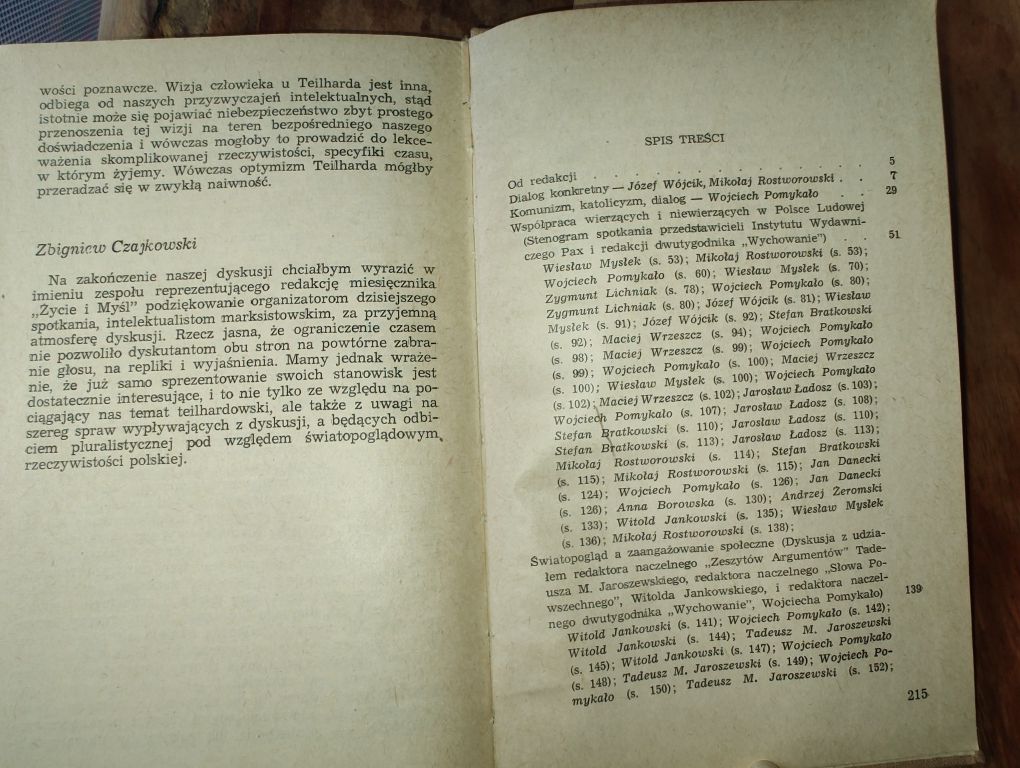 wości poznawcze. Wizja człowieka u Teilharda jest inna,
odbiega od naszych przyzwyczajeń intelektualnych, stąd
istotnie może się pojawiać niebezpieczeństwo zbyt prostego
przenoszenia tej wizji na teren bezpośredniego naszego
doświadczenia i wówczas mogłoby to prowadzić do lekce-
ważenia skomplikowanej rzeczywistości, specyfiki czasu,
w którym żyjemy. Wówczas optymizm Teilharda mógłby
przeradzać się w zwykłą naiwność.
Zbigniew Czajkowski
Na zakończenie naszej dyskusji chciałbym wyrazić w
imieniu zespołu reprezentującego redakcję miesięcznika
„Życie i Myśl” podziękowanie organizatorom dzisiejszego
spotkania, intelektualistom marksistowskim, za przyjemną
atmosferę dyskusji. Rzecz jasna, że ograniczenie czasem
nie pozwoliło dyskutantom obu stron na powtórne zabra-
nie głosu, na repliki i wyjaśnienia. Mamy jednak wraże-
nie, że już samo sprezentowanie swoich stanowisk jest
dostatecznie interesujące, i to nie tylko ze względu na po-
ciągający nas temat teilhardowski, ale także z uwagi na
szereg spraw wypływających z dyskusji, a będących odbi-
ciem pluralistycznej pod względem światopoglądowym
rzeczywistości polskiej.
SPIS TREŚCI
Od redakcji . . . . . . . . . . . . . 5
Dialog konkretny — Józef Wójcik, Mikołaj Rostworowski . . 7
Komunizm, katolicyzm, dialog — Wojciech Pomykało . . 29
Współpraca wierzących i niewierzących w Polsce Ludowej
(Stenogram spotkania przedstawicieli Instytutu Wydawni-
czego Pax i redakcji dwutygodnika „Wychowanie”) . . 51
Wiesław Mysłek (s. 53); Mikołaj Rostworowski (s. 53);
Wojciech Pomykało (s. 60); Wiesław Mysłek (s. 70);
Zygmunt Lichniak (s. 78); Wojciech Pomykało (s. 80);
Zygmunt Lichniak (s. 80); Józef Wójcik (s. 81); Wiesław
Mysłek (s. 91); Józef Wójcik (s. 92); Stefan Bratkowski
(s. 92); Maciej Wrzeszcz (s. 94); Wojciech Pomykało
(s. 98); Maciej Wrzeszcz (s. 99); Wojciech Pomykało
(s. 99); Wojciech Pomykało (s. 100); Maciej Wrzeszcz
(s. 100); Wiesław Mysłek (s. 100); Wojciech Pomykało
(s. 102); Maciej Wrzeszcz (s. 102); Jarosław Ładosz (s. 103);
Wojciech Pomykało (s. 107); Jarosław Ładosz (s. 108);
Stefan Bratkowski (s. 110); Jarosław Ładosz (s. 110);
Stefan Bratkowski (s. 113); Jarosław Ładosz (s. 113);
Mikołaj Rostworowski (s. 114); Stefan Bratkowski
(s. 115); Mikołaj Rostworowski (s. 115); Jan Danecki
(s. 124); Wojciech Pomykało (s. 126); Jan Danecki
(s. 126); Anna Borowska (s. 130); Andrzej Żeromski
(s. 133); Witold Jankowski (s. 135); Wiesław Mysłek
(s. 136); Mikołaj Rostworowski (s. 138);
Światopogląd a zaangażowanie społeczne (Dyskusja z udzia-
łem redaktora naczelnego „Zeszytów Argumentów” Tade-
usza M. Jaroszewskiego, redaktora naczelnego „Słowa Po-
wszechnego”, Witolda Jankowskiego, i redaktora naczel-
nego dwutygodnika „Wychowanie”, Wojciecha Pomykało) 139
Witold Jankowski (s. 141); Wojciech Pomykało (s. 142);
Witold Jankowski (s. 144); Tadeusz M. Jaroszewski
(s. 145); Witold Jankowski (s. 147); Wojciech Pomykało
(s. 148); Tadeusz M. Jaroszewski (s. 149); Wojciech Po-
mykało (s. 150); Tadeusz M. Jaroszewski (s. 152);
215